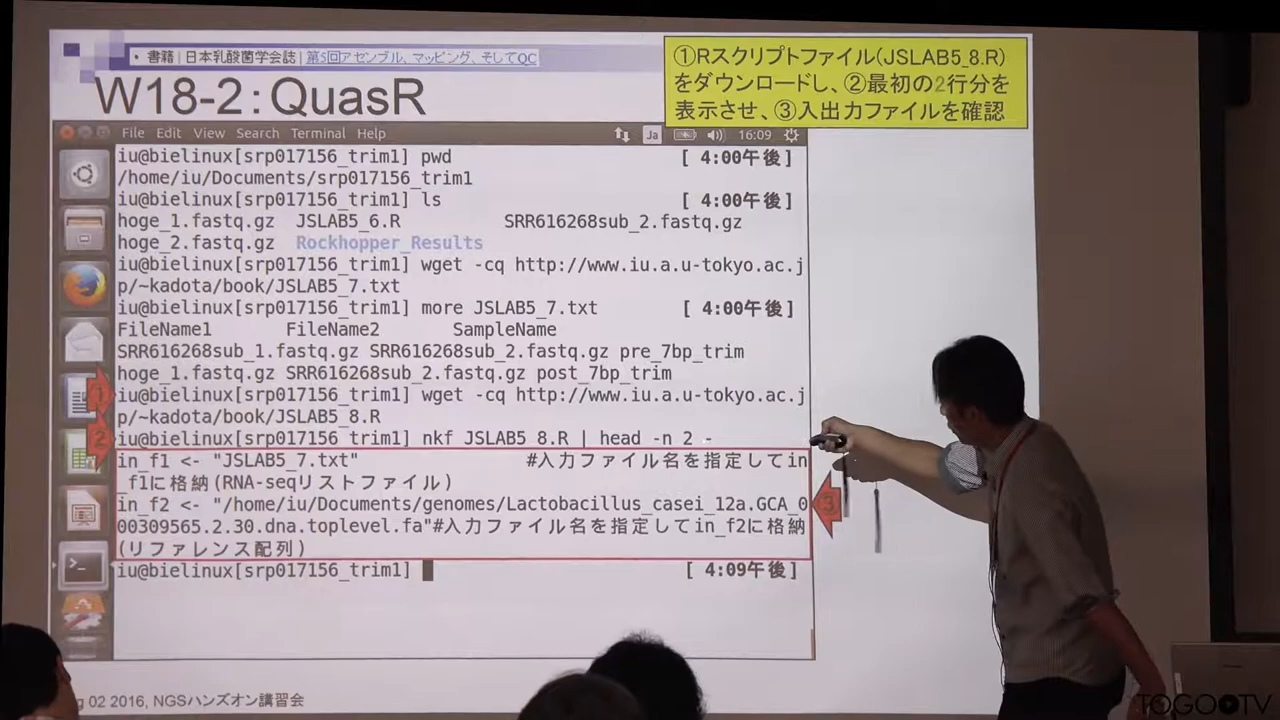 書籍 | 日本乳酸菌学会誌 | 第5回アセンブル、マッピング、そしてQC
W18-2:QuasR
①Rスクリプトファイル(JSLAB5_8.R)
をダウンロードし、②最初の2行分を
表示させ、③入出力ファイルを確認
File Edit View Search Terminal Help Ja 16:09
iu@bielinux[srp017156_trim1] pwd [ 4:00午後]
/home/iu/Documents/srp017156_trim1
iu@bielinux[srp017156_trim1] ls [ 4:00午後]
hoge_1.fastq.gz JSLAB5_6.R SRR616268sub_2.fastq.gz
hoge_2.fastq.gz Rockhopper_Results
iu@bielinux[srp017156_trim1] wget -cq http://www.iu.a.u-tokyo.ac.j
p/~kadota/book/JSLAB5_7.txt
iu@bielinux[srp017156_trim1] more JSLAB5_7.txt [ 4:00午後]
FileName1 FileName2 SampleName
SRR616268sub_1.fastq.gz SRR616268sub_2.fastq.gz pre_7bp_trim
hoge_1.fastq.gz SRR616268sub_2.fastq.gz post_7bp_trim
① iu@bielinux[srp017156_trim1] wget -cq http://www.iu.a.u-tokyo.ac.j
p/~kadota/book/JSLAB5_8.R
② iu@bielinux[srp017156_trim1] nkf JSLAB5_8.R | head -n 2 -
in_f1 <- "JSLAB5_7.txt" #入力ファイル名を指定してin
_f1に格納(RNA-seqリストファイル)
in_f2 <- "/home/iu/Documents/genomes/Lactobacillus_casei_12a.GCA_0
00309565.2.30.dna.toplevel.fa"#入力ファイル名を指定してin_f2に格納
(リファレンス配列)
③
iu@bielinux[srp017156_trim1] [ 4:09午後]
g 02 2016, NGSハンズオン講習会
TOGOTV